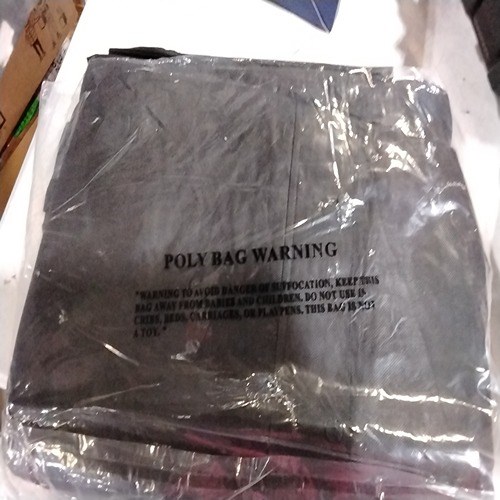 POLY BAG WARNING
"WARNING TO AVOID DANGER OF SUFFOCATION, KEEP THIS
BAG AWAY FROM BABIES AND CHILDREN. DO NOT USE IN
CRIBS, BEDS, CARRIAGES, OR PLAYPENS. THIS BAG IS NOT
A TOY. "